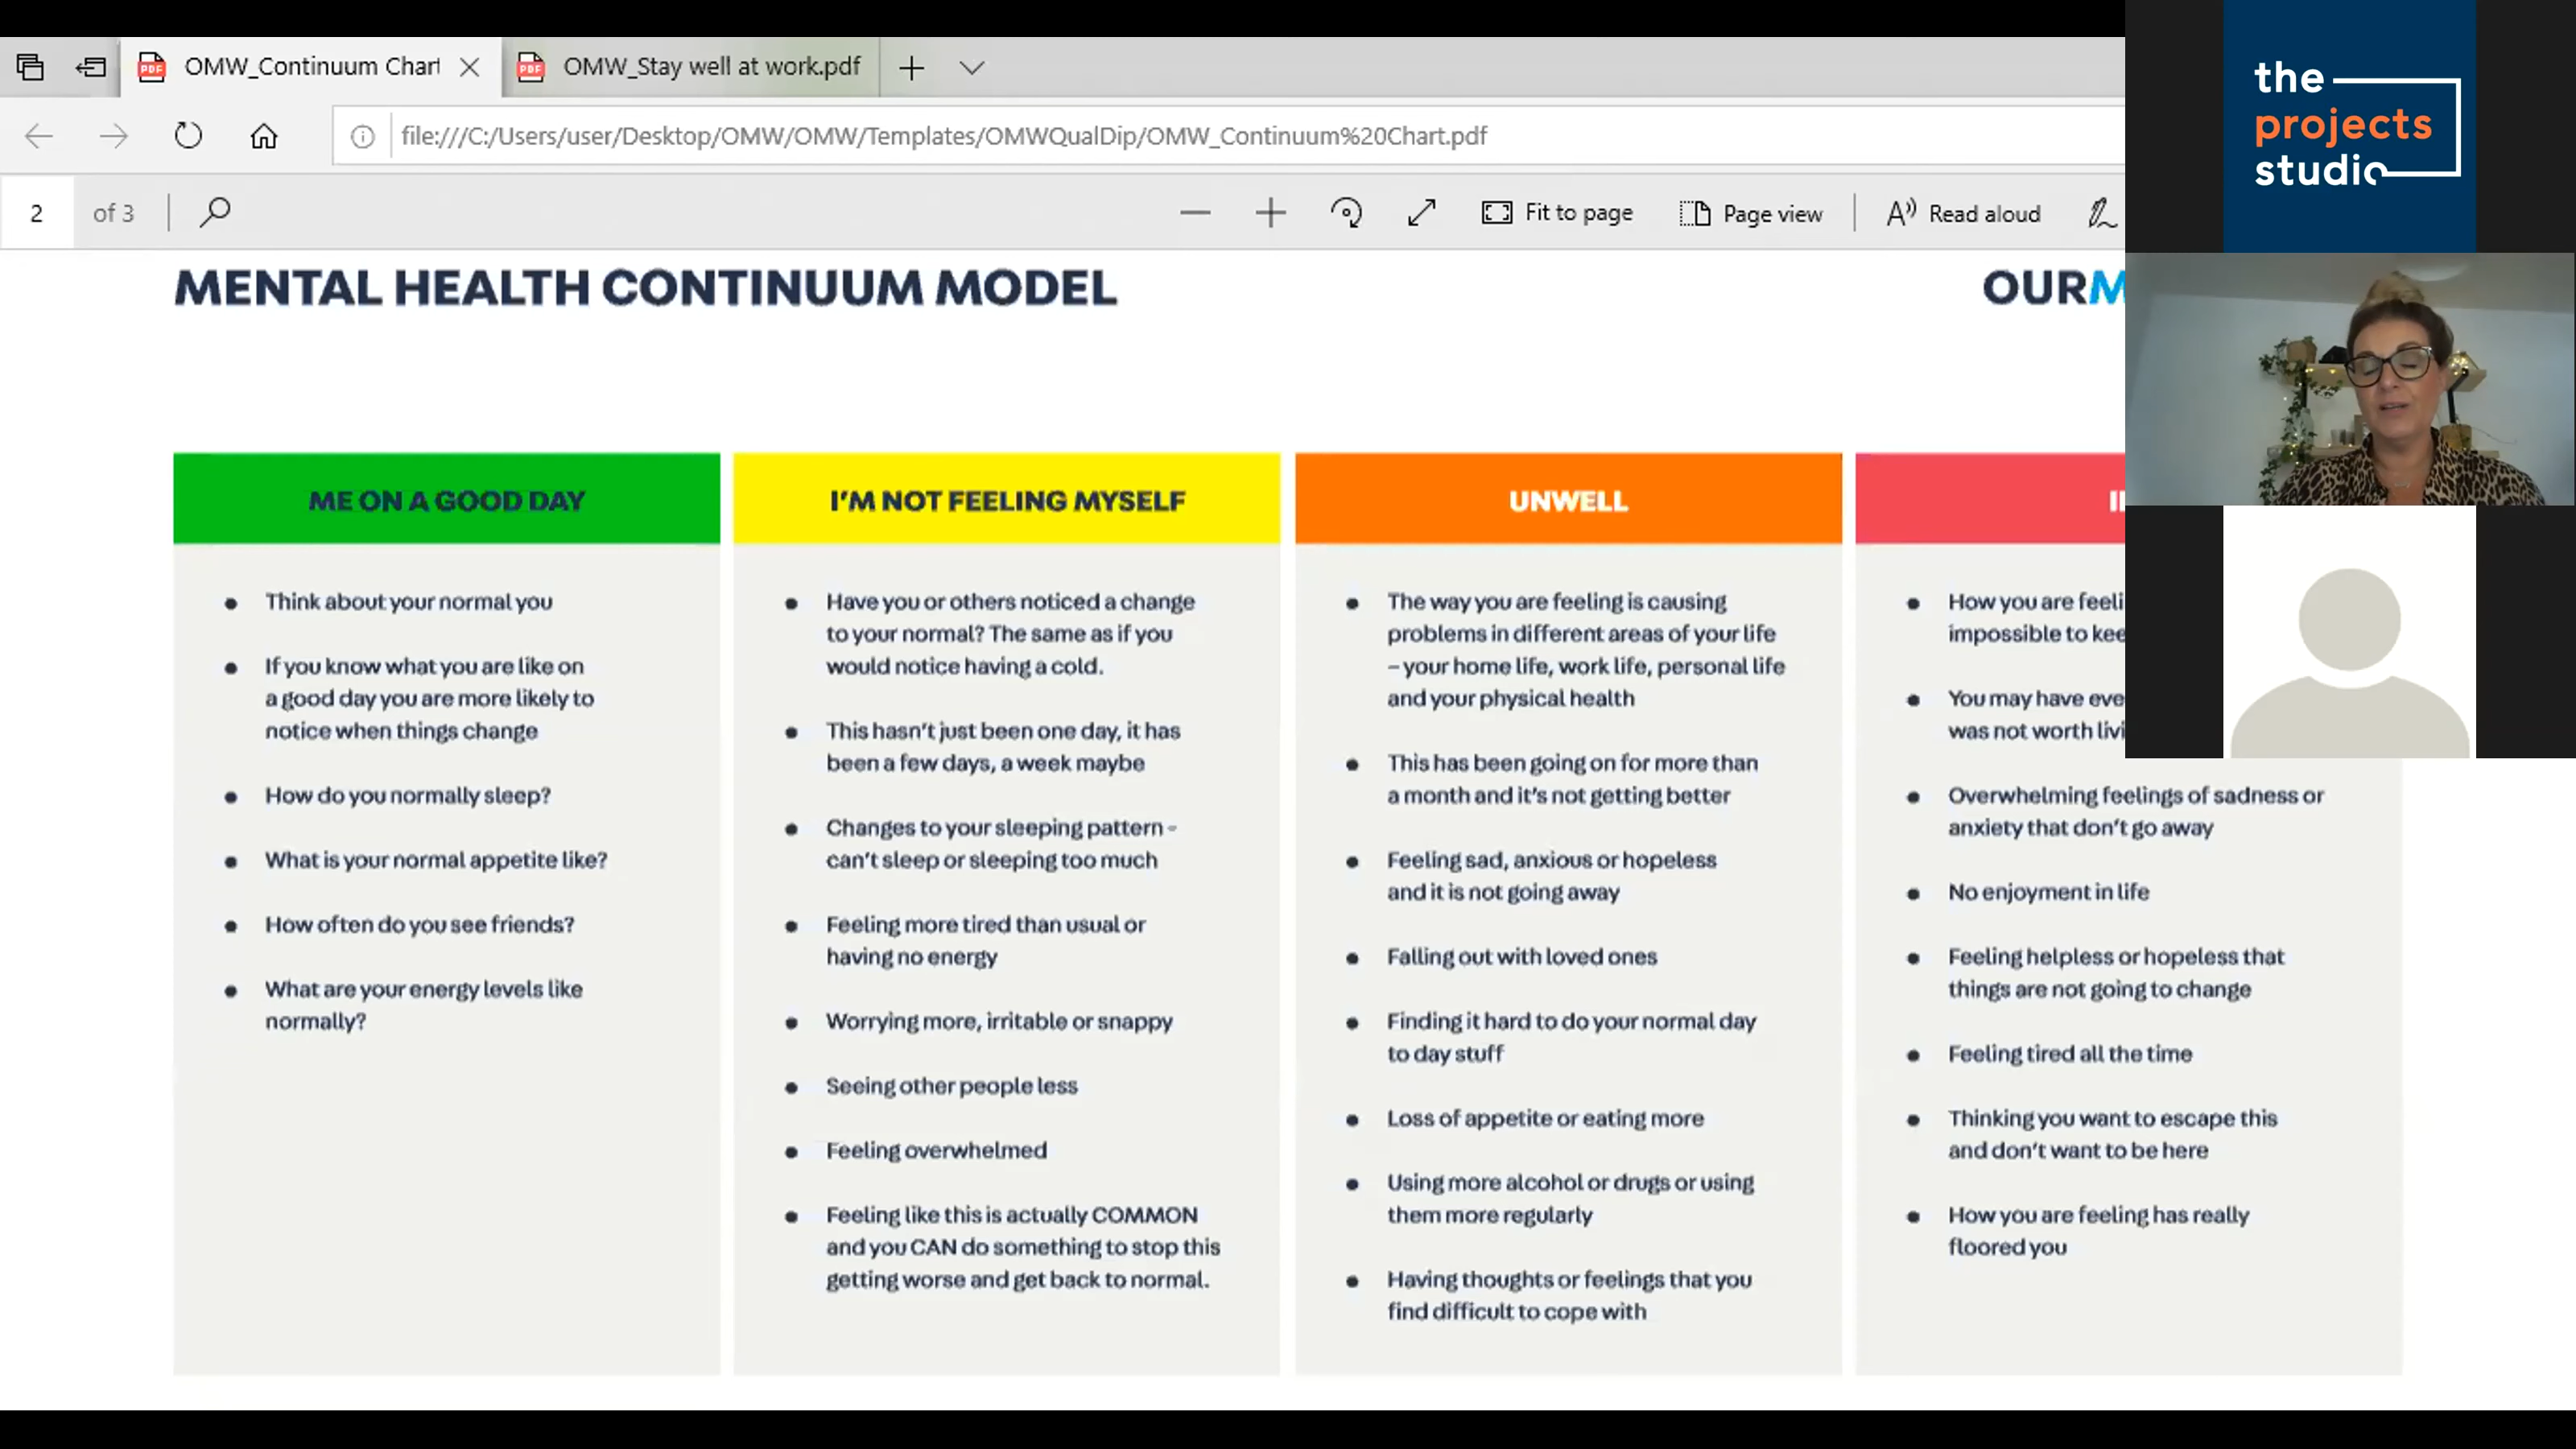 OMW_Continuum Chart
OMW_Stay well at work.pdf
the
projects
studio
file:///C:/Users/user/Desktop/OMW/OMW/Templates/OMWQualDip/OMW_Continuum%20Chart.pdf
2 of 3
Fit to page
Page view
Read aloud
MENTAL HEALTH CONTINUUM MODEL
OURM
ME ON A GOOD DAY
Think about your normal you
If you know what you are like on
a good day you are more likely to
notice when things change
How do you normally sleep?
What is your normal appetite like?
How often do you see friends?
What are your energy levels like
normally?
I'M NOT FEELING MYSELF
Have you or others noticed a change
to your normal? The same as if you
would notice having a cold.
This hasn't just been one day, it has
been a few days, a week maybe
Changes to your sleeping pattern -
can't sleep or sleeping too much
Feeling more tired than usual or
having no energy
Worrying more, irritable or snappy
Seeing other people less
Feeling overwhelmed
Feeling like this is actually COMMON
and you CAN do something to stop this
getting worse and get back to normal.
UNWELL
The way you are feeling is causing
problems in different areas of your life
– your home life, work life, personal life
and your physical health
This has been going on for more than
a month and it's not getting better
Feeling sad, anxious or hopeless
and it is not going away
Falling out with loved ones
Finding it hard to do your normal day
to day stuff
Loss of appetite or eating more
Using more alcohol or drugs or using
them more regularly
Having thoughts or feelings that you
find difficult to cope with
How you are feeli
impossible to kee
You may have eve
was not worth livi
Overwhelming feelings of sadness or
anxiety that don't go away
No enjoyment in life
Feeling helpless or hopeless that
things are not going to change
Feeling tired all the time
Thinking you want to escape this
and don't want to be here
How you are feeling has really
floored you